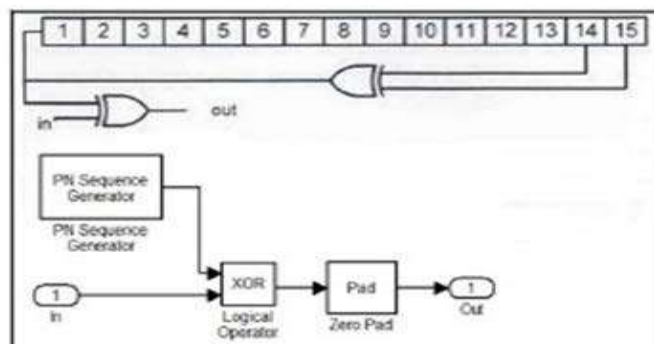 1 2 3 4 5 6 7 8 9 10 11 12 13 14 15
out
in
PN Sequence
Generator
PN Sequence
Generator
XOR
Pad
1
1
In
Logical
Operator
Zero Pad
Out